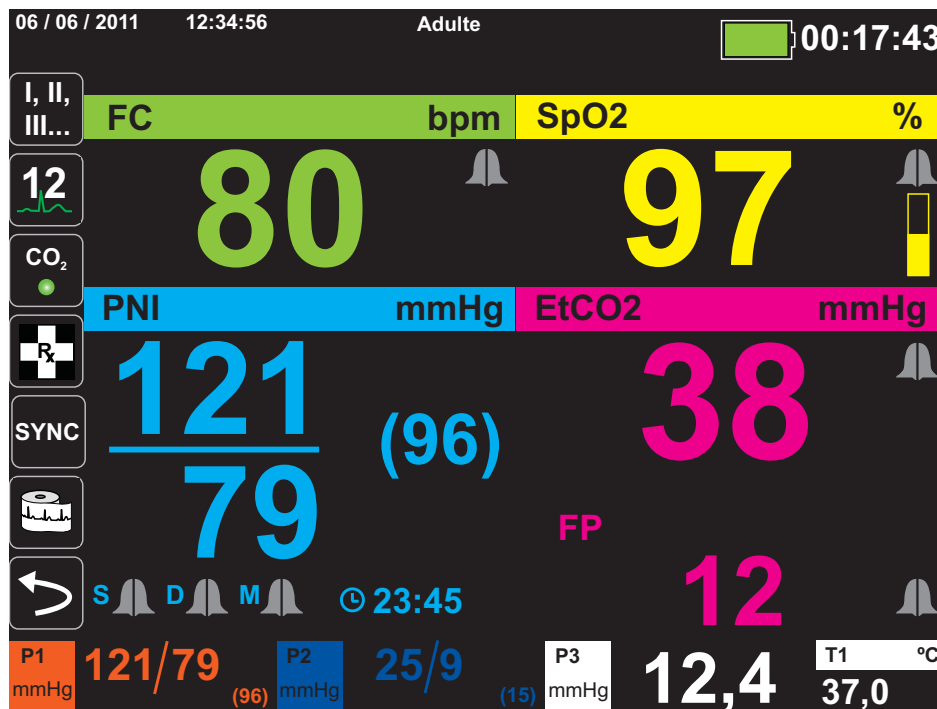 06 / 06 / 2011 12:34:56 Adulte 00:17:43
I, II, III...
FC bpm
80
SpO2 %
97
12
CO₂
Rx
SYNC
PNI mmHg
121
79
(96)
S D M 23:45
EtCO2 mmHg
38
FP
12
P1 mmHg 121/79 (96)
P2 mmHg 25/9 (15)
P3 mmHg 12,4
T1 ºC
37,0